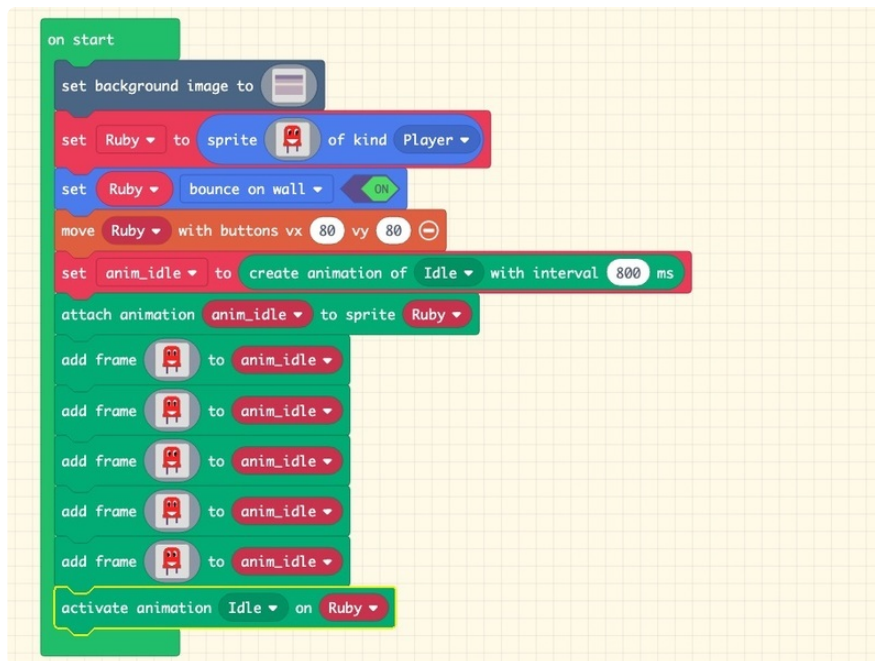 on start
set background image to
set Ruby to sprite of kind Player
set Ruby bounce on wall ON
move Ruby with buttons vx 80 vy 80
set anim_idle to create animation of Idle with interval 800 ms
attach animation anim_idle to sprite Ruby
add frame to anim_idle
add frame to anim_idle
add frame to anim_idle
add frame to anim_idle
add frame to anim_idle
activate animation Idle on Ruby